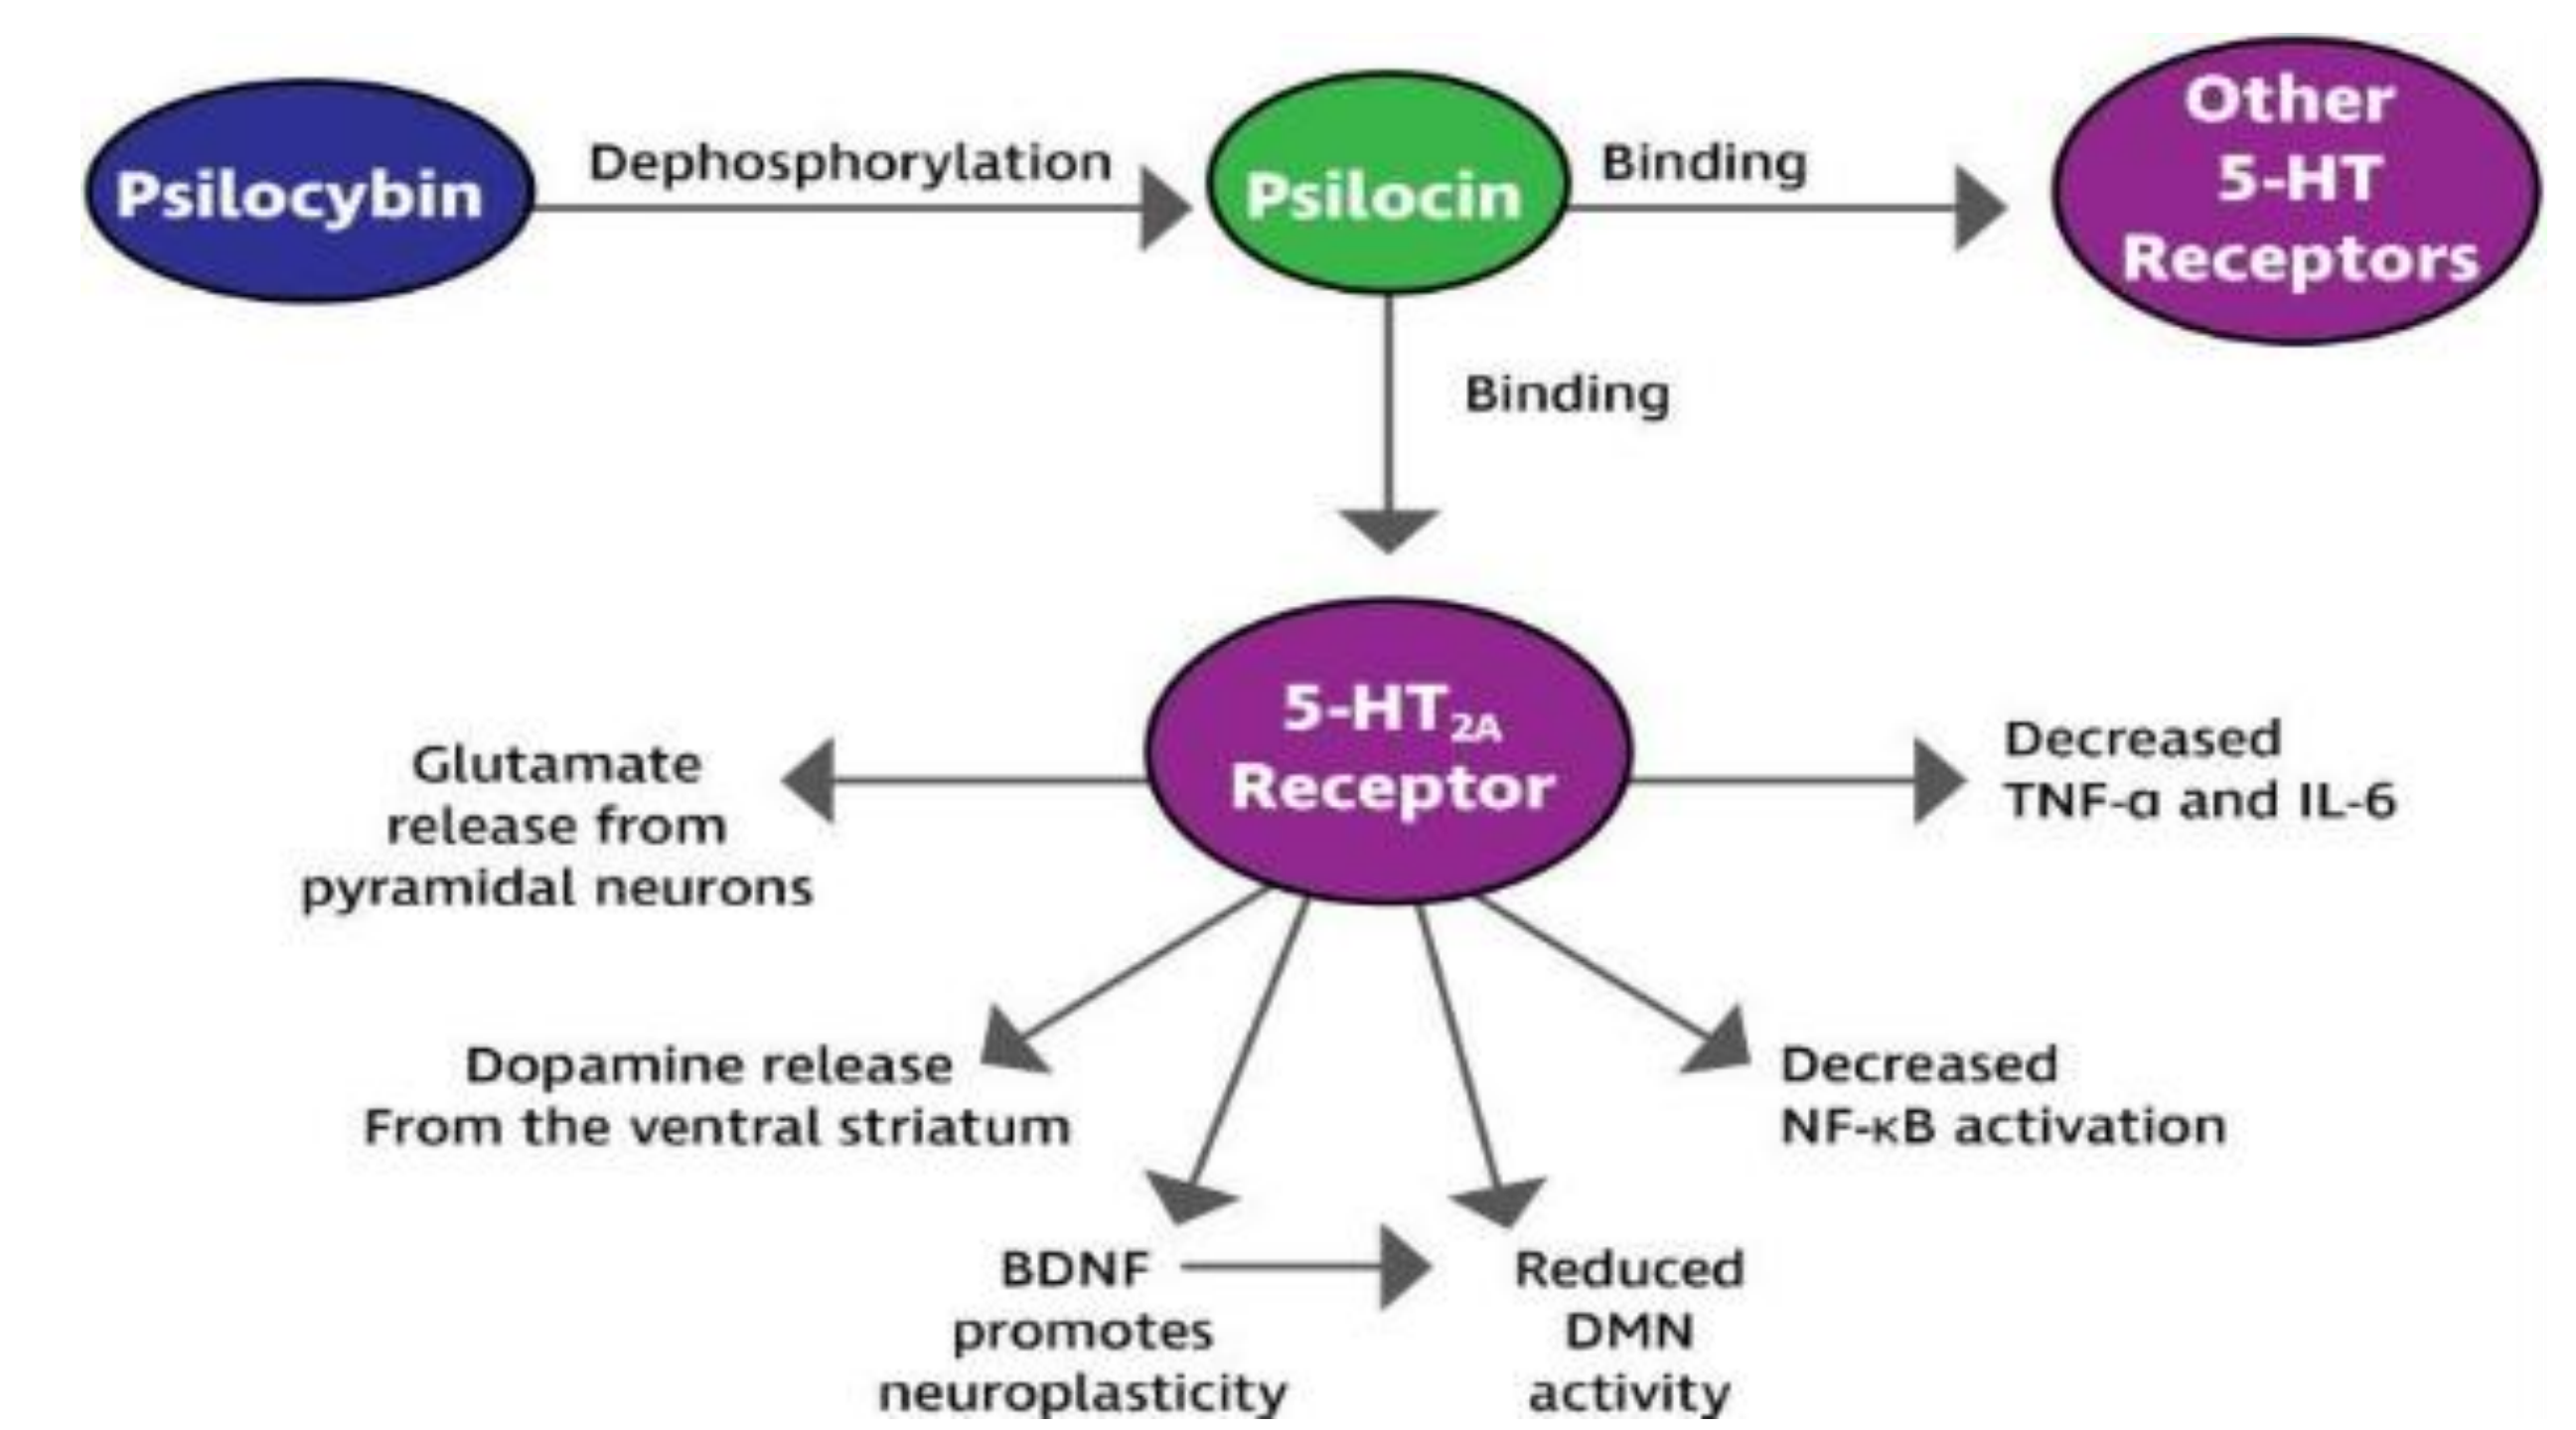 Psilocybin
Dephosphorylation
Psilocin
Binding
Other
5-HT
Receptors
Binding
5-HT2A
Receptor
Glutamate
release from
pyramidal neurons
Decreased
TNF-α and IL-6
Dopamine release
From the ventral striatum
Decreased
NF-κB activation
BDNF
promotes
neuroplasticity
Reduced
DMN
activity